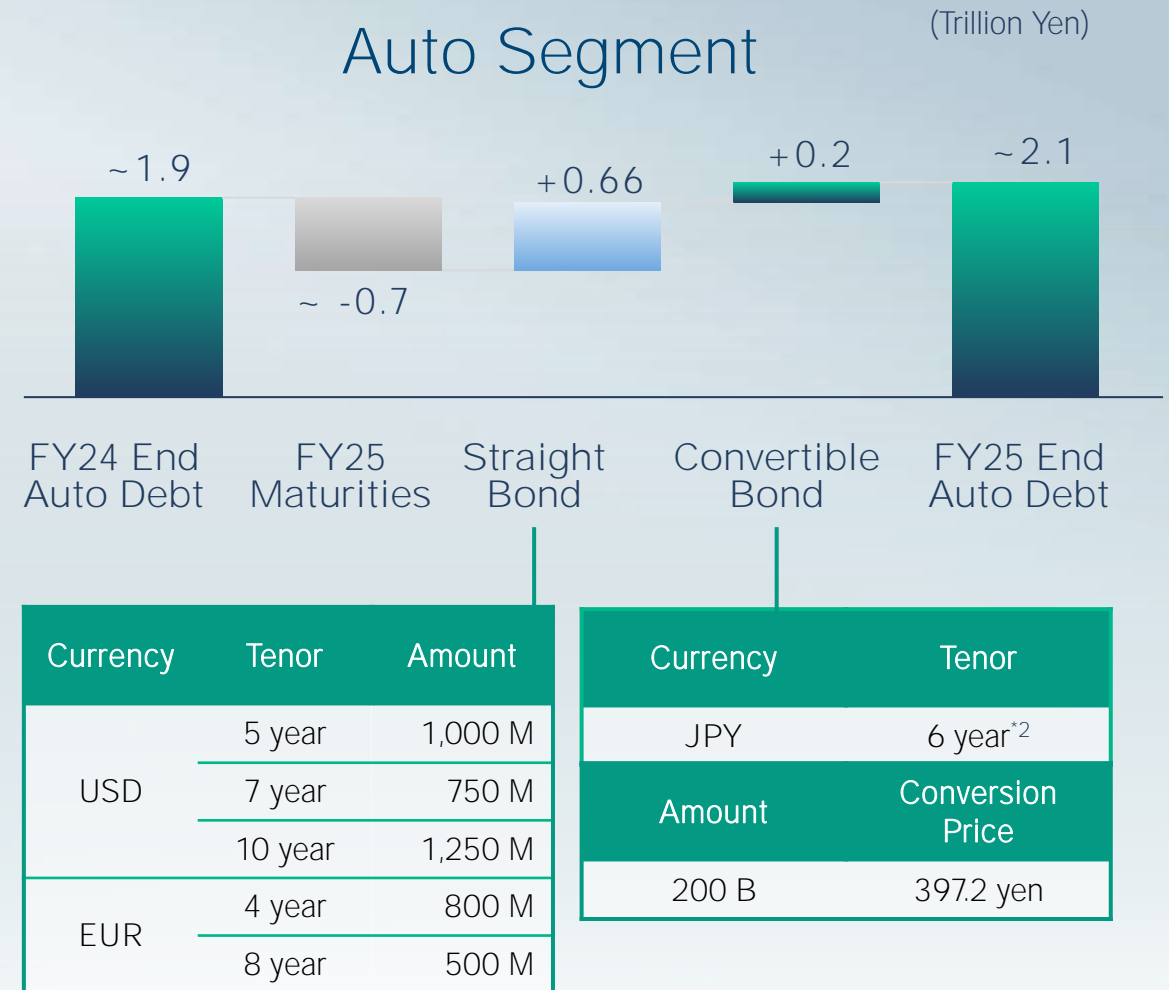 (Trillion Yen)
Auto Segment
~1.9
~ -0.7
+0.66
+0.2
~2.1
FY24 End
Auto Debt
FY25
Maturities
Straight
Bond
Convertible
Bond
FY25 End
Auto Debt
Currency Tenor Amount
USD
5 year 1,000 M
7 year 750 M
10 year 1,250 M
EUR
4 year 800 M
8 year 500 M
Currency Tenor
JPY 6 year*2
Amount Conversion
Price
200 B 397.2 yen